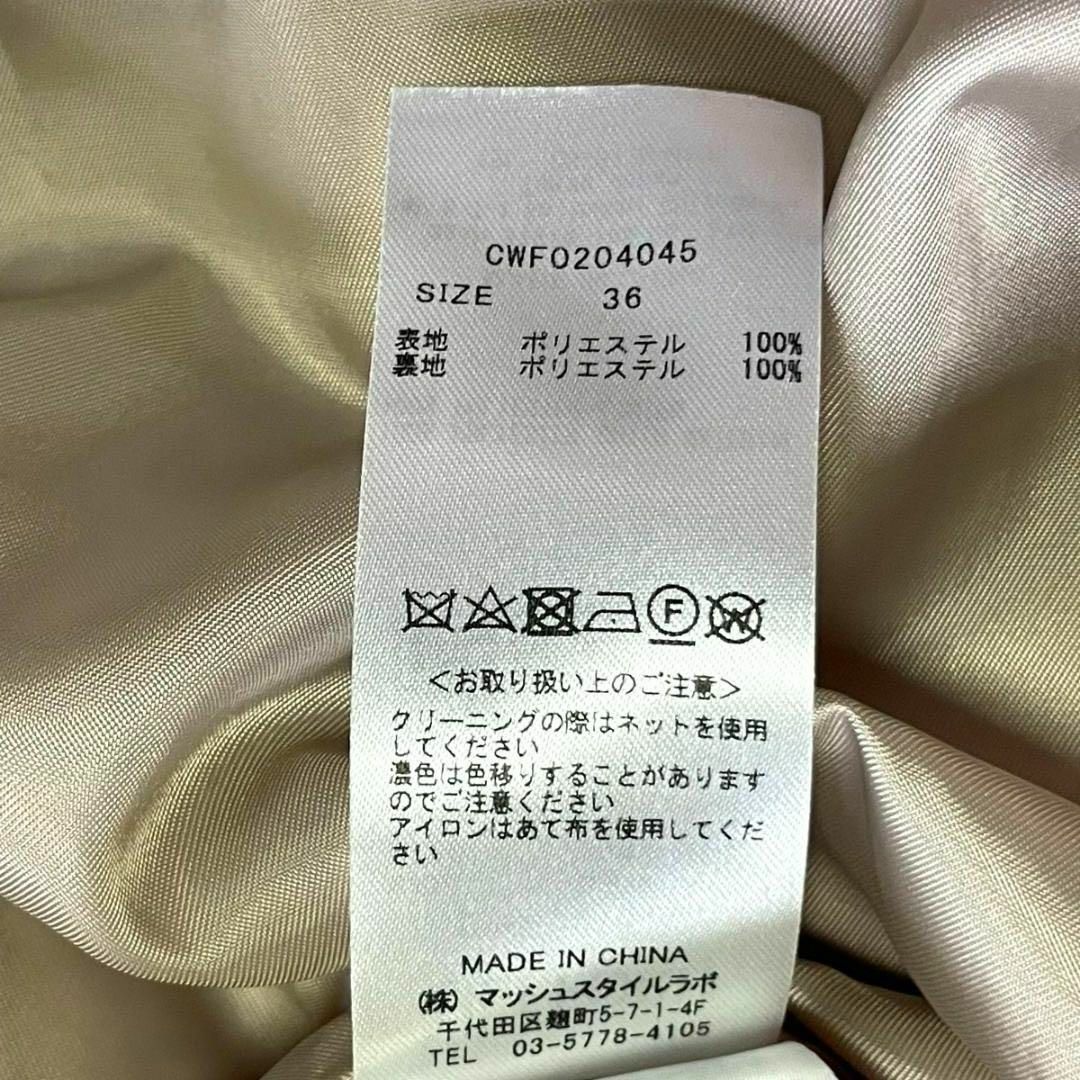 CWF0204045
SIZE 36
表地 ポリエステル 100%
裏地 ポリエステル 100%
F W
<お取り扱い上のご注意>
クリーニングの際はネットを使用
してください
濃色は色移りすることがあります
のでご注意ください
アイロンはあて布を使用してくだ
さい
MADE IN CHINA
(株) マッシュスタイルラボ
千代田区麹町5-7-1-4F
TEL 03-5778-4105